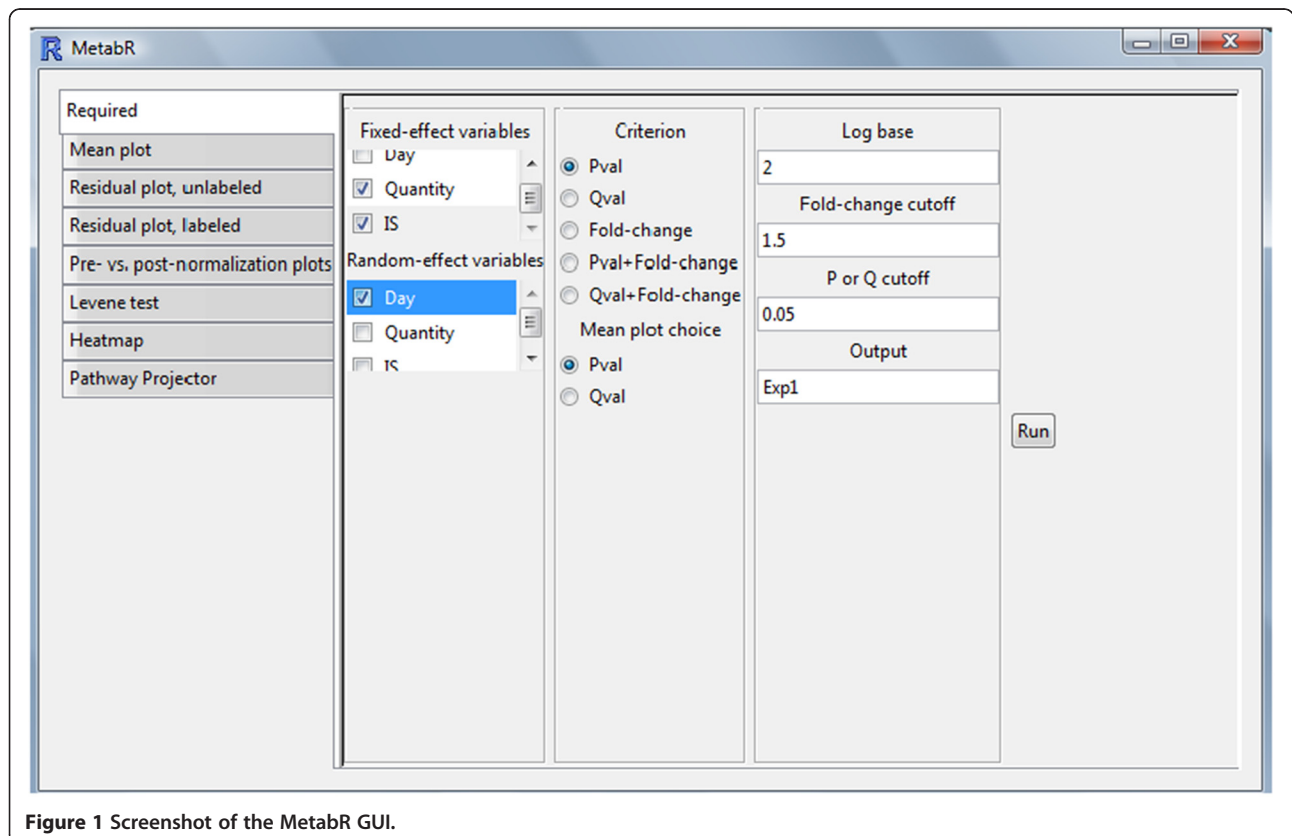 MetabR
Required
Mean plot
Residual plot, unlabeled
Residual plot, labeled
Pre- vs. post-normalization plots
Levene test
Heatmap
Pathway Projector
Fixed-effect variables
Day
Quantity
IS
Random-effect variables
Day
Quantity
IS
Criterion
Pval
Qval
Fold-change
Pval+Fold-change
Qval+Fold-change
Mean plot choice
Pval
Qval
Log base
2
Fold-change cutoff
1.5
P or Q cutoff
0.05
Output
Exp1
Run
Figure 1 Screenshot of the MetabR GUI.